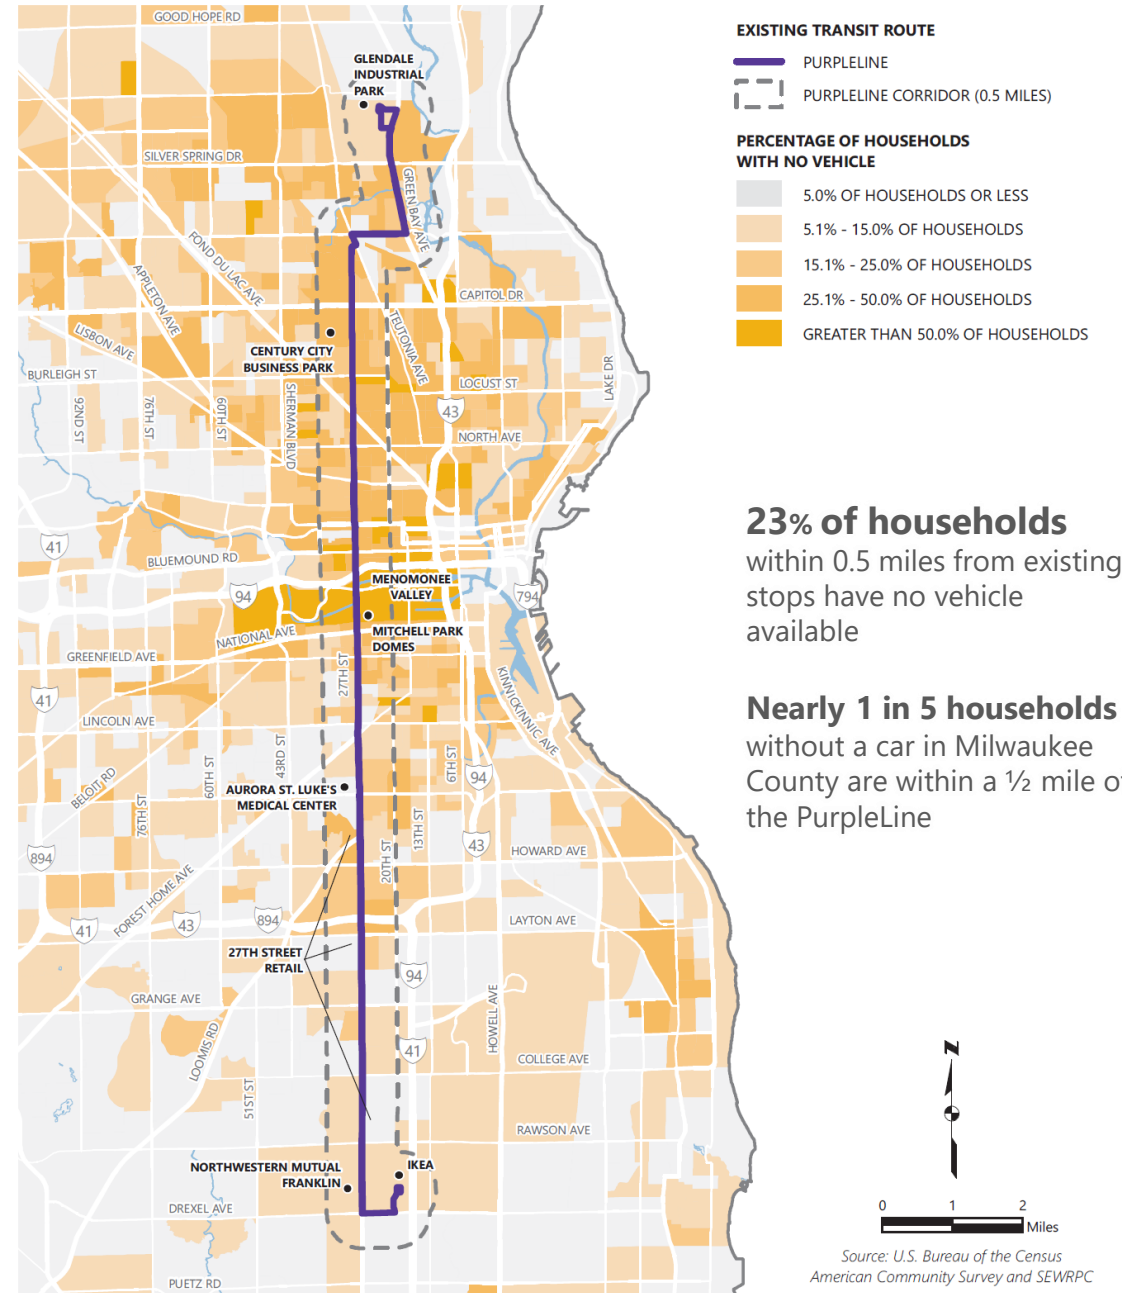 GOOD HOPE RD
GLENDALE
INDUSTRIAL
PARK
SILVER SPRING DR
GREEN BAY AVE
FOND DU LAC AVE
APPLETON AVE
CAPITOL DR
LISBON AVE
TEUTONIA AVE
CENTURY CITY
BUSINESS PARK
BURLEIGH ST
LOCUST ST
LAKE DR
92ND ST
76TH ST
60TH ST
SHERMAN BLVD
43
NORTH AVE
41
BLUEMOUND RD
94
MENOMONEE
VALLEY
794
NATIONAL AVE
MITCHELL PARK
DOMES
GREENFIELD AVE
27TH ST
KINNICKINNIC AVE
41
LINCOLN AVE
43RD ST
60TH ST
6TH ST
94
BELOIT RD
AURORA ST. LUKE'S
MEDICAL CENTER
76TH ST
13TH ST
43
894
20TH ST
HOWARD AVE
FOREST HOME AVE
41
43
894
LAYTON AVE
27TH STREET
RETAIL
94
GRANGE AVE
HOWELL AVE
LOOMIS RD
41
COLLEGE AVE
51ST ST
RAWSON AVE
NORTHWESTERN MUTUAL
FRANKLIN
IKEA
DREXEL AVE
PUETZ RD
EXISTING TRANSIT ROUTE
PURPLELINE
PURPLELINE CORRIDOR (0.5 MILES)
PERCENTAGE OF HOUSEHOLDS
WITH NO VEHICLE
5.0% OF HOUSEHOLDS OR LESS
5.1% - 15.0% OF HOUSEHOLDS
15.1% - 25.0% OF HOUSEHOLDS
25.1% - 50.0% OF HOUSEHOLDS
GREATER THAN 50.0% OF HOUSEHOLDS
23% of households
within 0.5 miles from existing
stops have no vehicle
available
Nearly 1 in 5 households
without a car in Milwaukee
County are within a ½ mile of
the PurpleLine
N
0 1 2
Miles
Source: U.S. Bureau of the Census
American Community Survey and SEWRPC